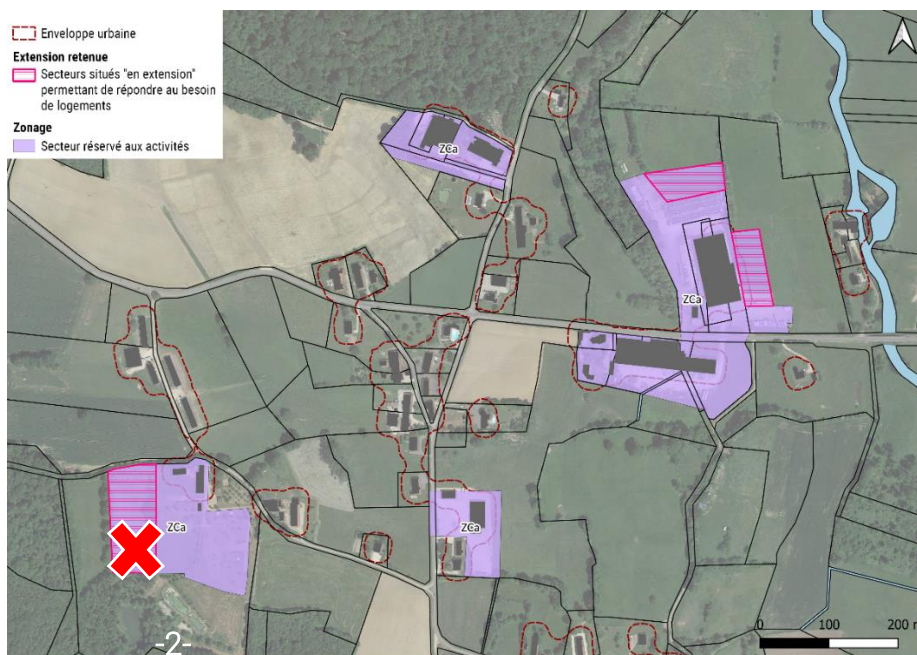 Enveloppe urbaine
Extension retenue
Secteurs situés "en extension"
permettant de répondre au besoin
de logements
Zonage
Secteur réservé aux activités
ZCa
ZCa
ZCa
ZCa
-2-
0 100 200 m